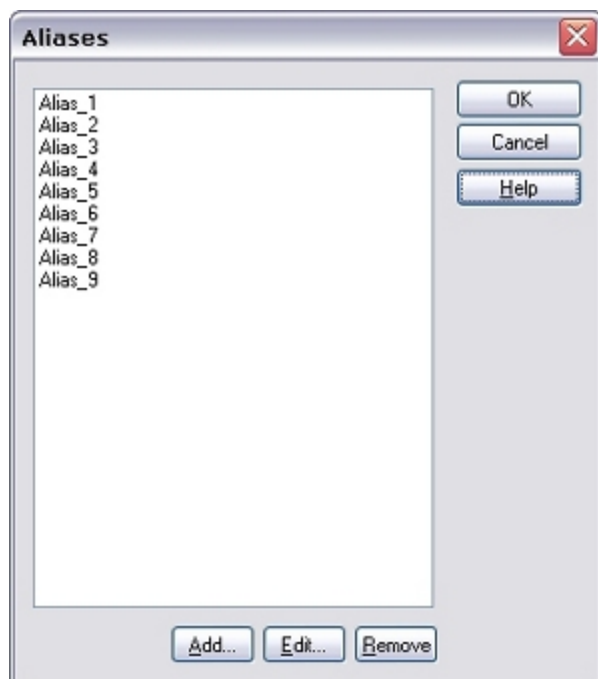 Aliases
Alias_1
Alias_2
Alias_3
Alias_4
Alias_5
Alias_6
Alias_7
Alias_8
Alias_9
OK
Cancel
Help
Add...
Edit...
Remove